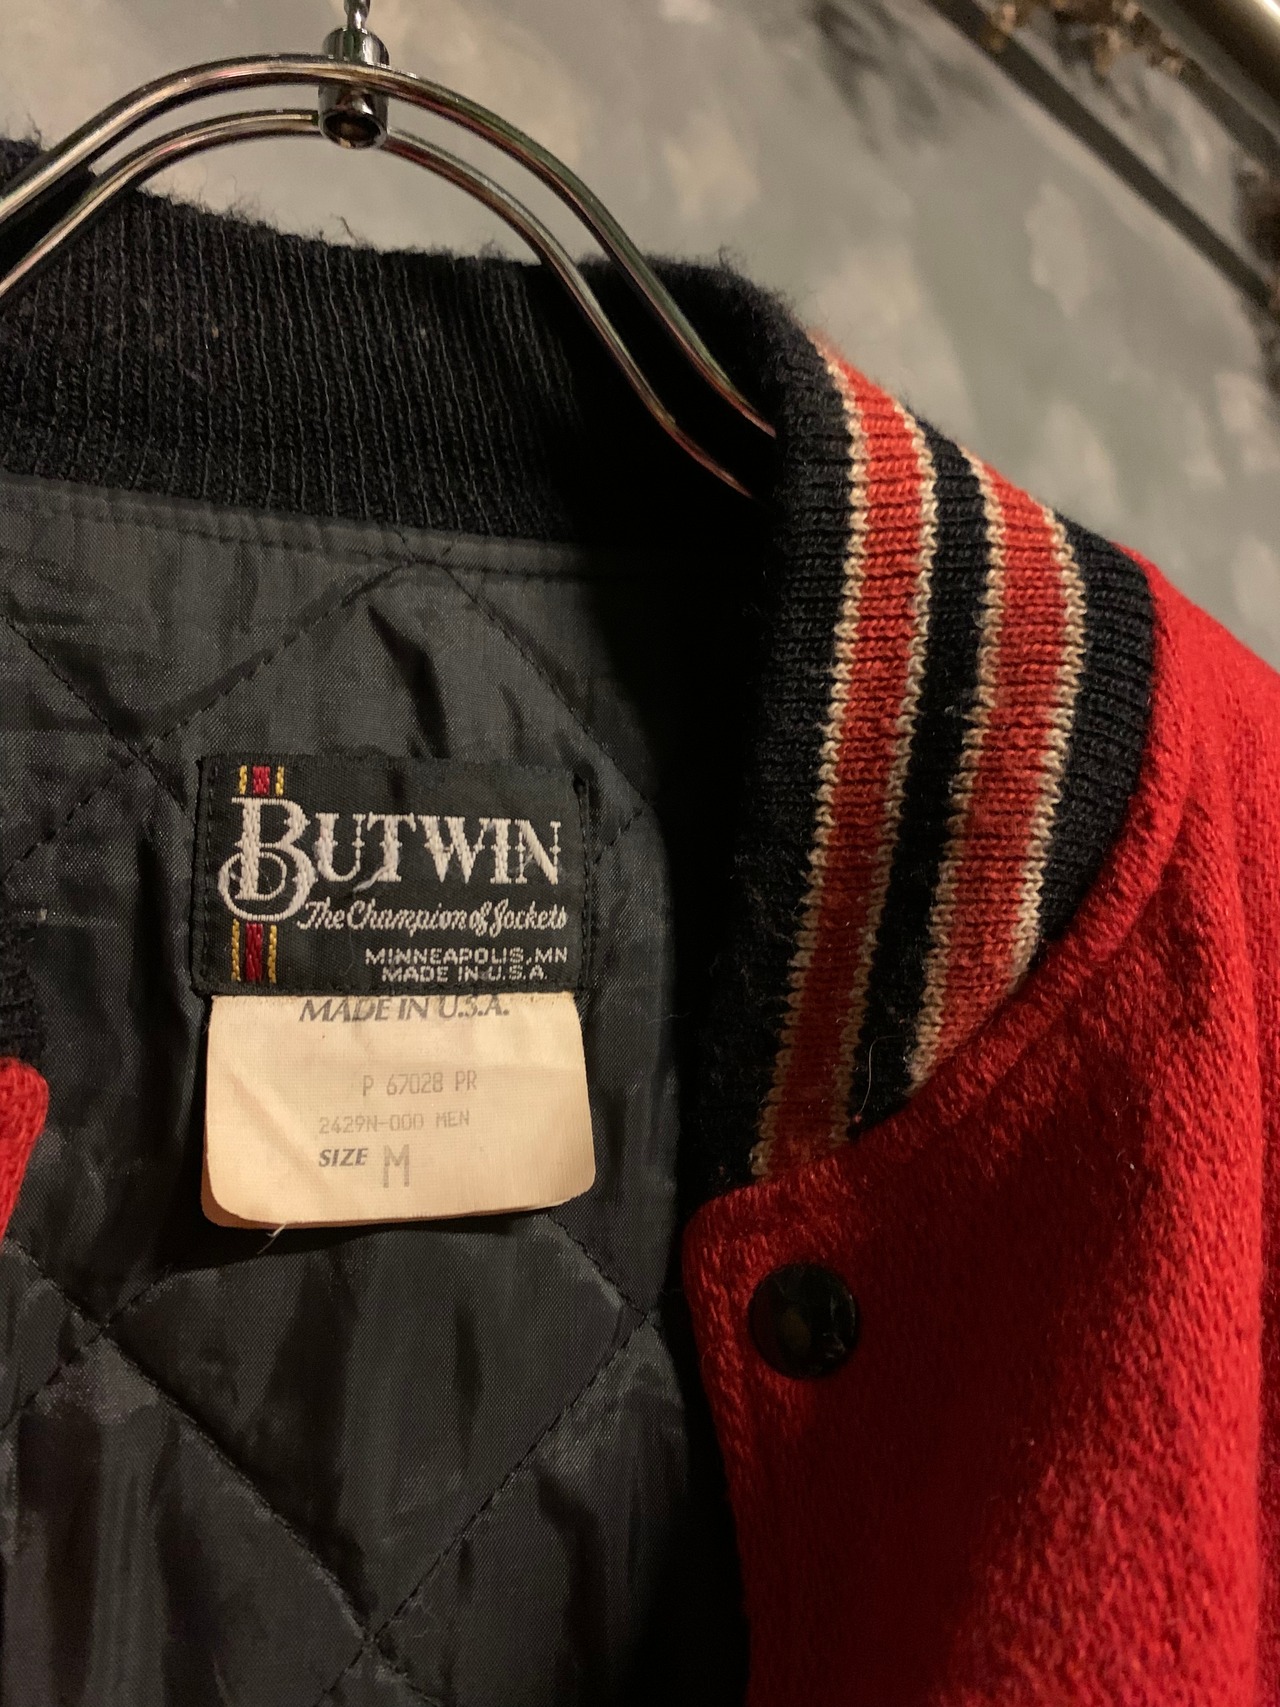 BUTWIN
The Champion of Jackets
MINNEAPOLIS, MN
MADE IN U.S.A.
MADE IN U.S.A.
P 67028 PR
2429N-000 MEN
SIZE M